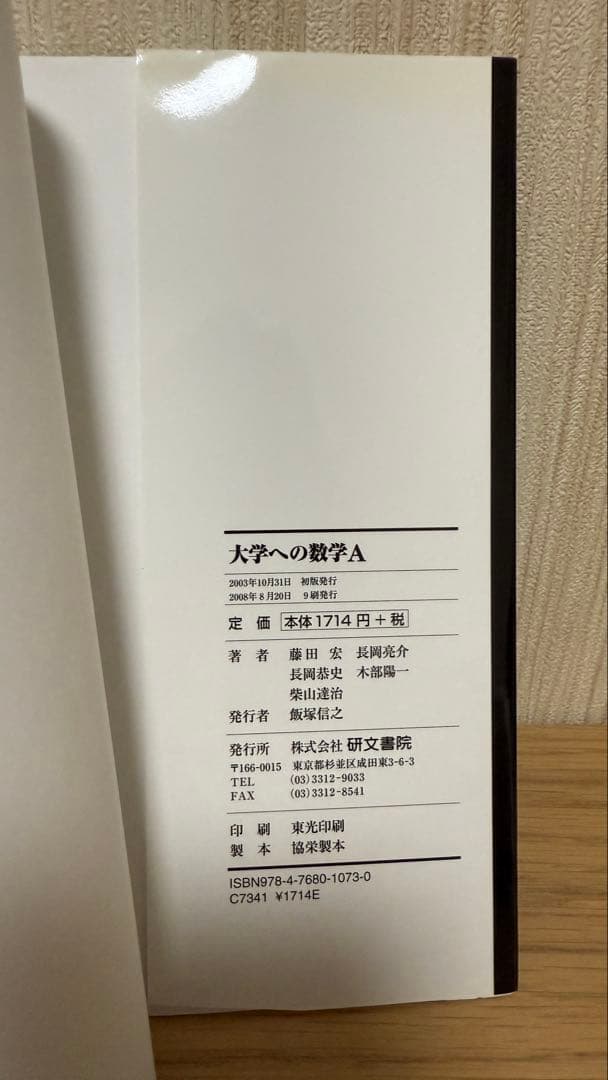 大学への数学A
2003年10月31日 初版発行
2008年8月20日 9刷発行
定 価 本体1714円+税
著 者 藤田 宏 長岡亮介
長岡恭史 木部陽一
柴山達治
発行者 飯塚信之
発行所 株式会社 研文書院
〒166-0015 東京都杉並区成田東3-6-3
TEL (03)3312-9033
FAX (03)3312-8541
印 刷 東光印刷
製 本 協栄製本
ISBN978-4-7680-1073-0
C7341 ¥1714E